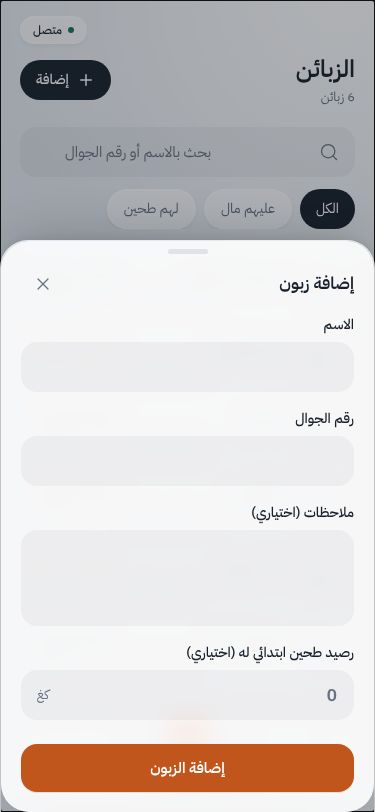 متصل
الزبائن
إضافة
6 زبائن
بحث بالاسم أو رقم الجوال
الكل
عليهم مال
لهم طحين
إضافة زبون
الاسم
رقم الجوال
ملاحظات (اختياري)
رصيد طحين ابتدائي له (اختياري)
0 كغ
إضافة الزبون